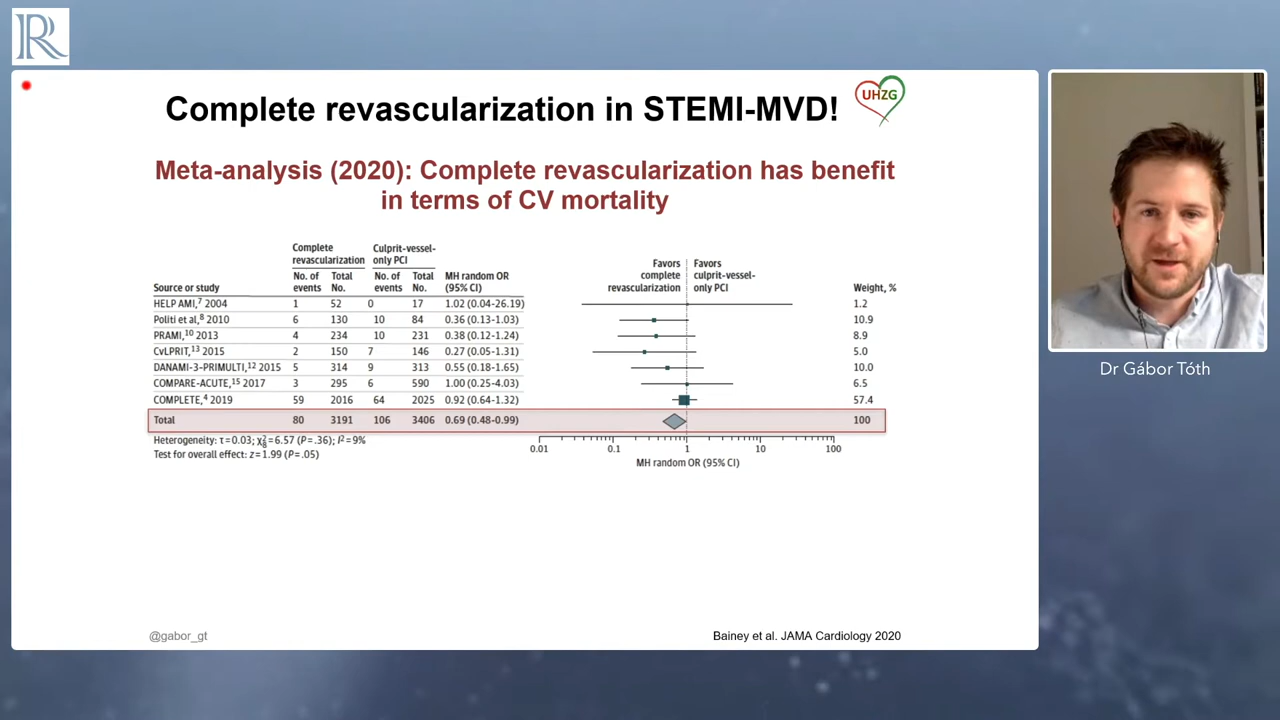 R
Complete revascularization in STEMI-MVD!
UHZG
Meta-analysis (2020): Complete revascularization has benefit
in terms of CV mortality
Complete revascularization Culprit-vessel-only PCI
Source or study No. of events Total No. No. of events Total No. MH random OR (95% CI) Favors complete revascularization Favors culprit-vessel-only PCI Weight, %
HELP AMI,7 2004 1 52 0 17 1.02 (0.04-26.19) 1.2
Politi et al,8 2010 6 130 10 84 0.36 (0.13-1.03) 10.9
PRAMI,10 2013 4 234 10 231 0.38 (0.12-1.24) 8.9
CvLPRIT,13 2015 2 150 7 146 0.27 (0.05-1.31) 5.0
DANAMI-3-PRIMULTI,12 2015 5 314 9 313 0.55 (0.18-1.65) 10.0
COMPARE-ACUTE,15 2017 3 295 6 590 1.00 (0.25-4.03) 6.5
COMPLETE,4 2019 59 2016 64 2025 0.92 (0.64-1.32) 57.4
Total 80 3191 106 3406 0.69 (0.48-0.99) 100
Heterogeneity: τ=0.03; χ²6=6.57 (P=.36); I²=9%
Test for overall effect: z=1.99 (P=.05)
0.01 0.1 1 10 100
MH random OR (95% CI)
@gabor_gt
Bainey et al. JAMA Cardiology 2020
Dr Gábor Tóth